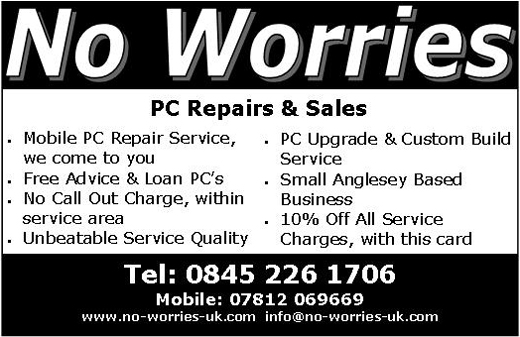 No Worries
PC Repairs & Sales
• Mobile PC Repair Service,
we come to you
• Free Advice & Loan PC's
• No Call Out Charge, within
service area
• Unbeatable Service Quality
• PC Upgrade & Custom Build
Service
• Small Anglesey Based
Business
• 10% Off All Service
Charges, with this card
Tel: 0845 226 1706
Mobile: 07812 069669
www.no-worries-uk.com info@no-worries-uk.com